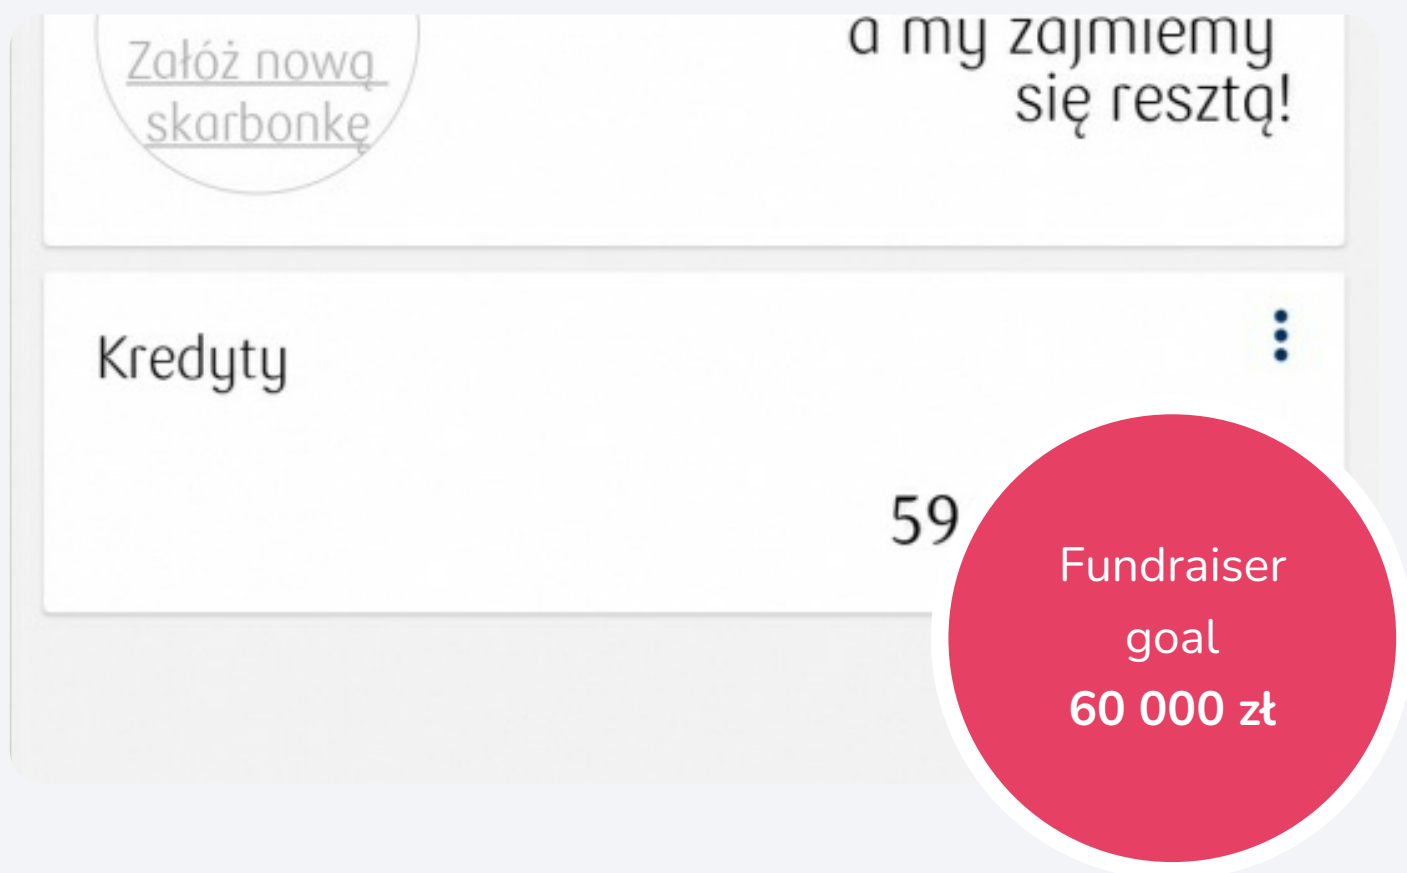 Załóż nową
skarbonkę
a my zajmiemy
się resztą!
Kredyty
59
Fundraiser
goal
60 000 zł